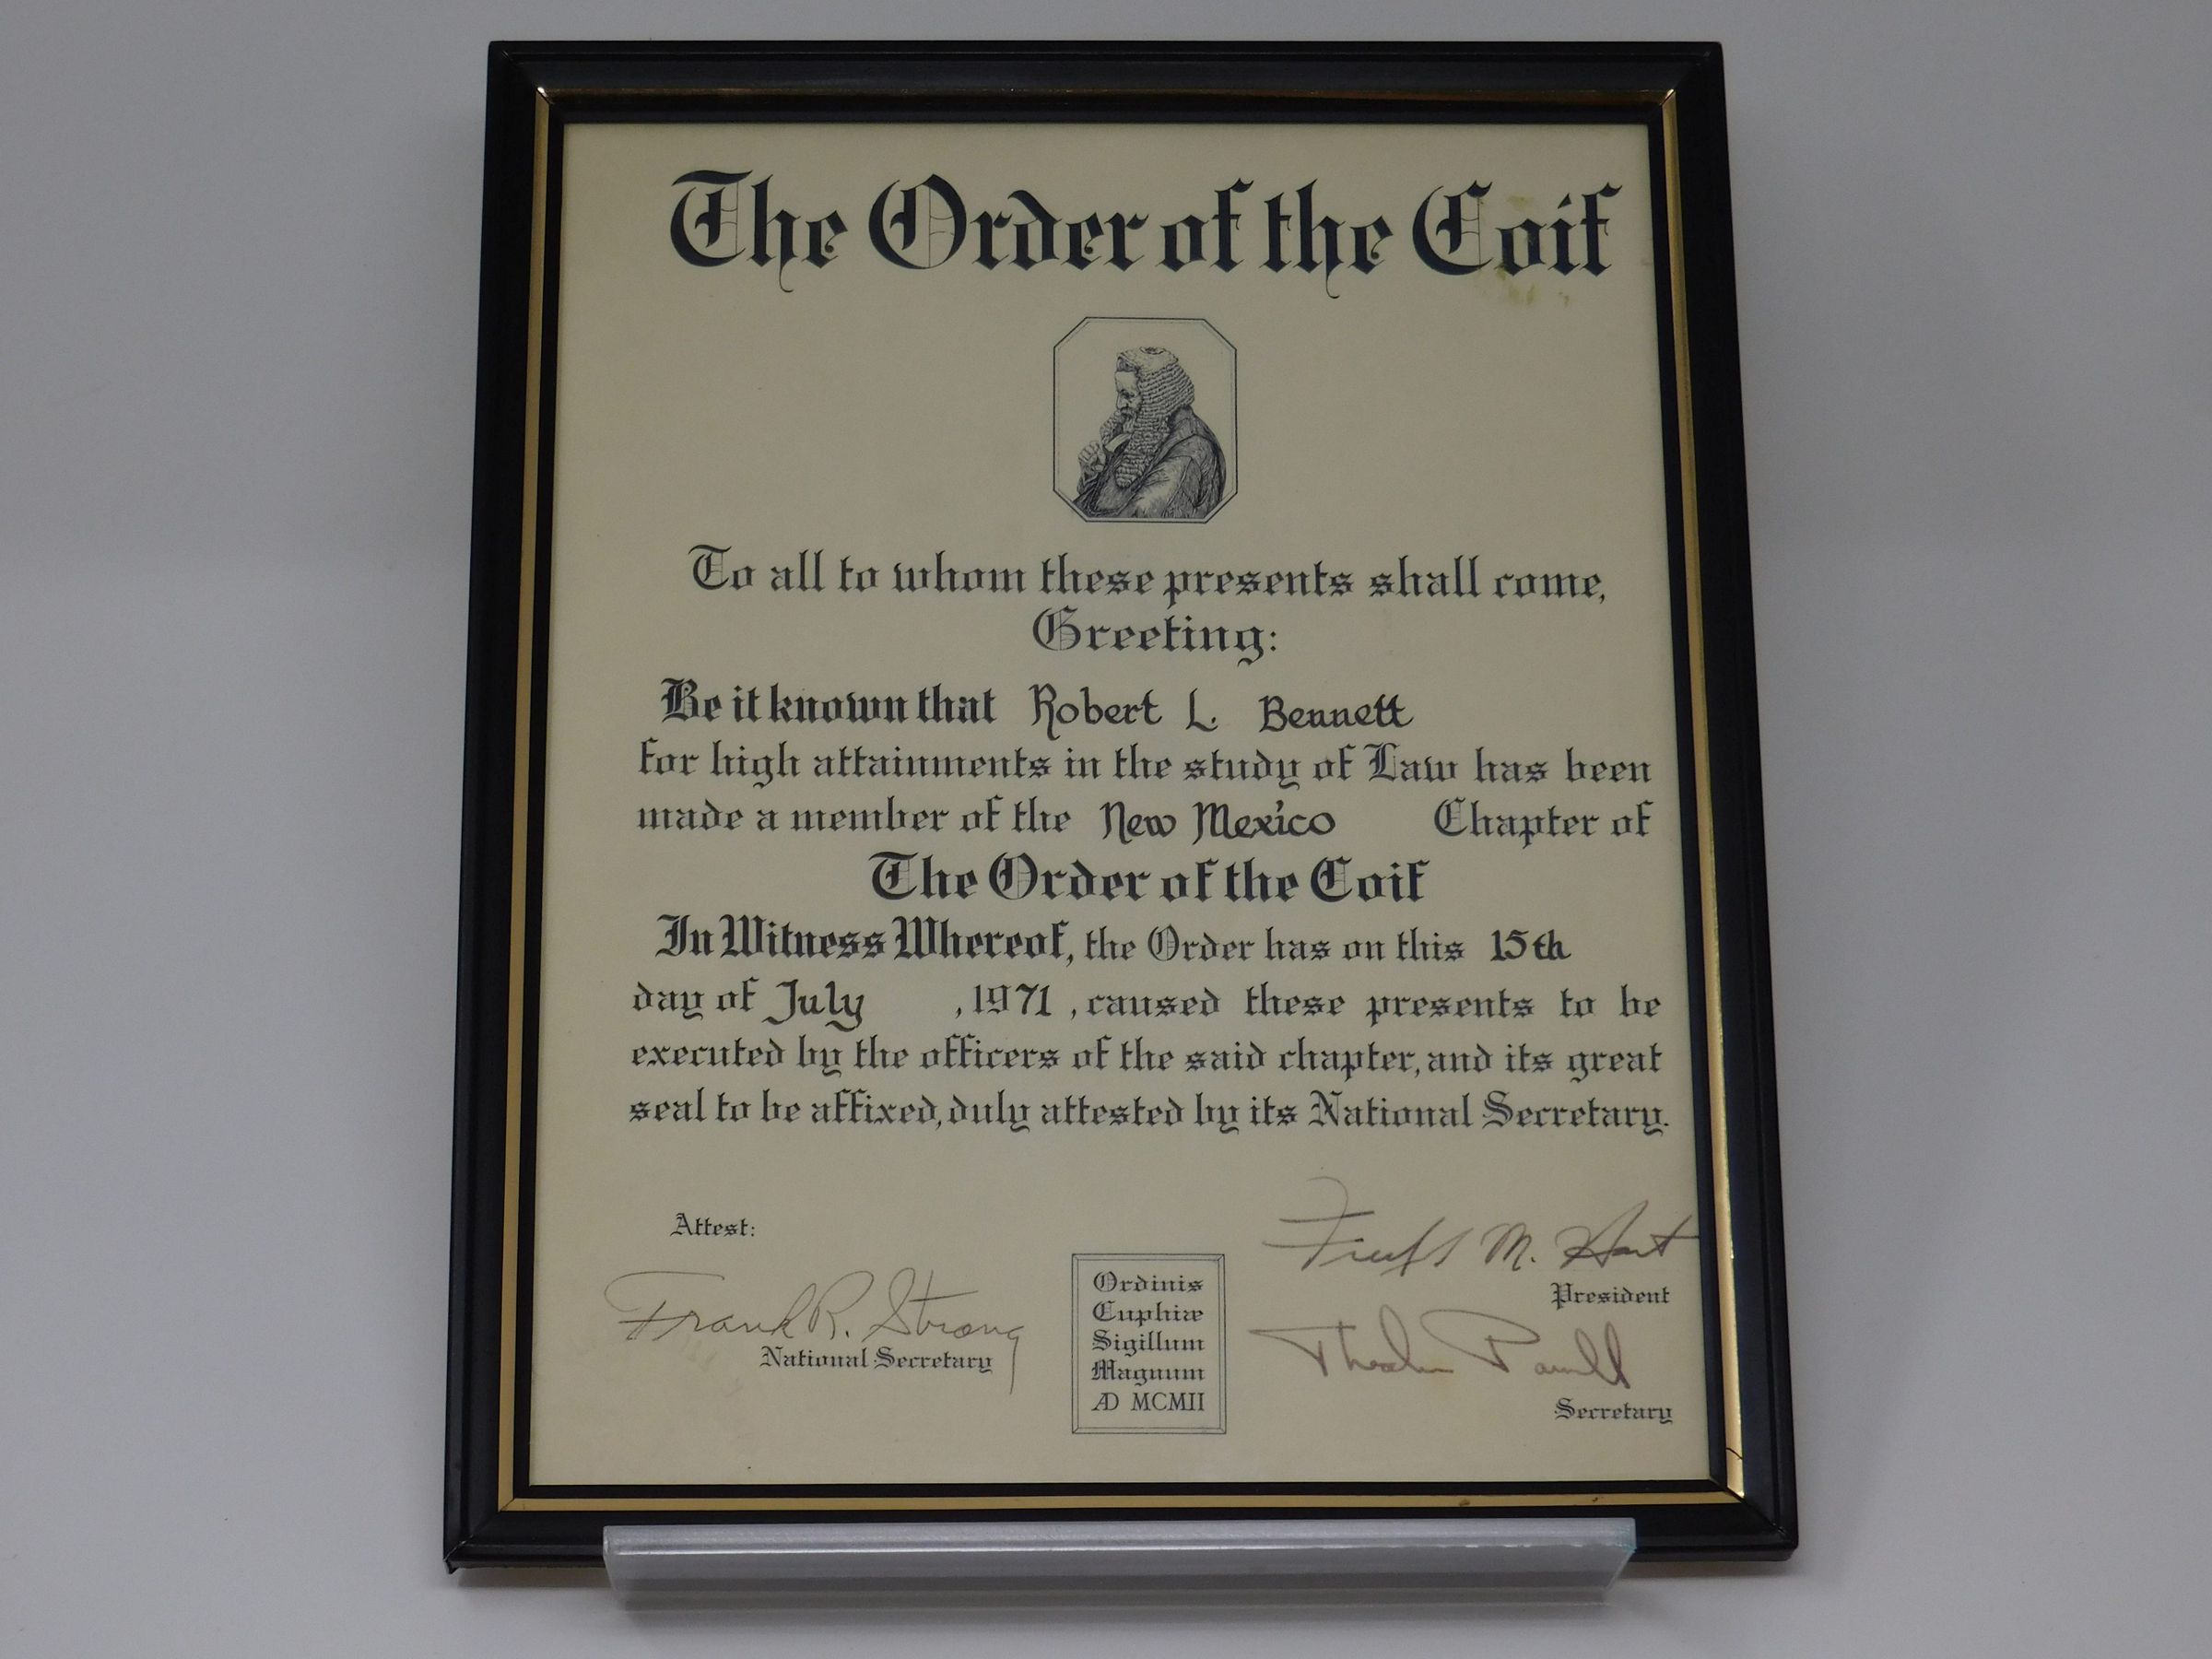 The Order of the Coif
To all to whom these presents shall come,
Greeting:
Be it known that Robert L. Bennett
for high attainments in the study of Law has been
made a member of the New Mexico Chapter of
The Order of the Coif
In Witness Whereof, the Order has on this 15th
day of July , 1971 , caused these presents to be
executed by the officers of the said chapter, and its great
seal to be affixed, duly attested by its National Secretary.
Attest:
Frank R. Strong
National Secretary
Ordinis
Cuphiæ
Sigillum
Magnum
AD MCMII
M. Hart
President
Secretary